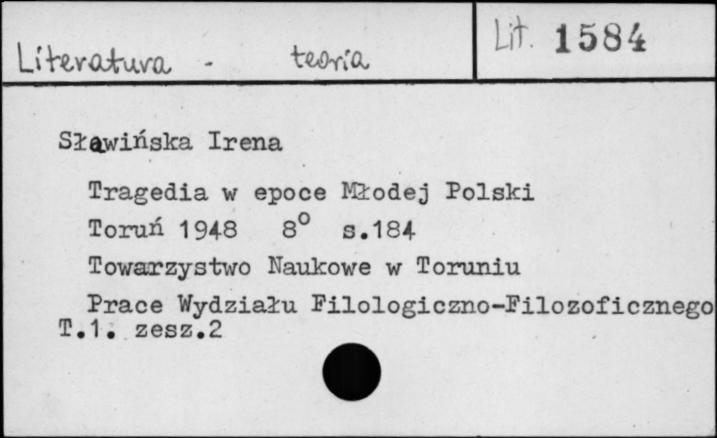 Literatura - teoria
Lit. 1584
Sławińska Irena
Tragedia w epoce Młodej Polski
Toruń 1948 8° s.184
Towarzystwo Naukowe w Toruniu
Prace Wydziału Filologiczno-Filozoficznego
T.1. zesz.2